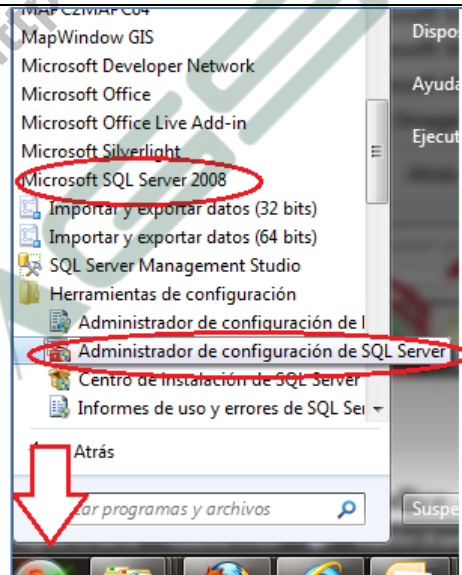 MapWindow GIS
Microsoft Developer Network
Microsoft Office
Microsoft Office Live Add-in
Microsoft Silverlight
Microsoft SQL Server 2008
Importar y exportar datos (32 bits)
Importar y exportar datos (64 bits)
SQL Server Management Studio
Herramientas de configuración
Administrador de configuración de I
Administrador de configuración de SQL Server
Centro de instalación de SQL Server
Informes de uso y errores de SQL Ser
Atrás
programas y archivos
Dispo
Ayuda
Ejecut
Suspe